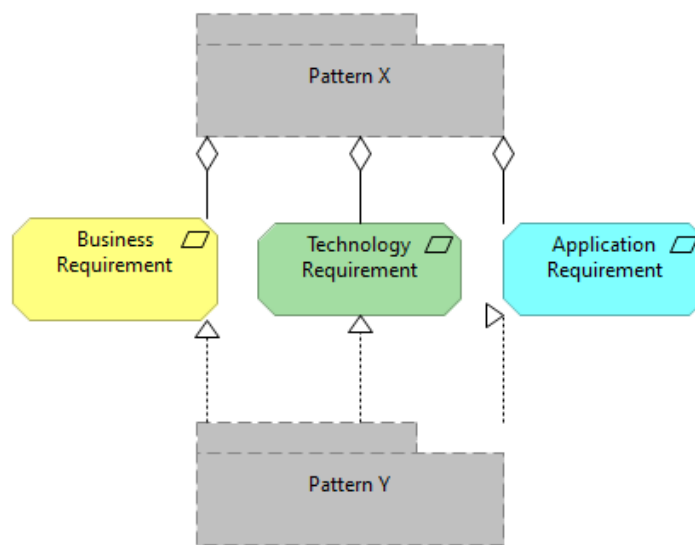 Pattern X
Business
Requirement
Technology
Requirement
Application
Requirement
Pattern Y